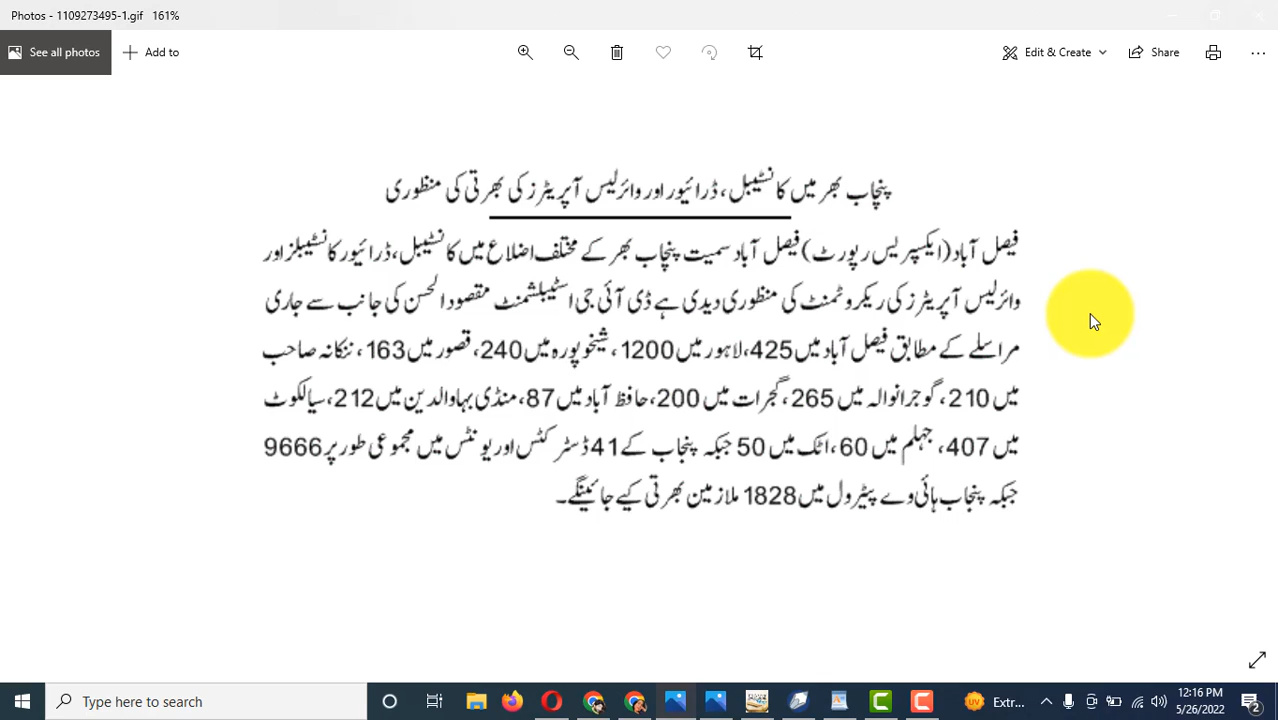 Photos - 1109273495-1.gif   161%
See all photos   Add to   Edit & Create   Share
پنجاب بھر میں کانسٹیبل، ڈرائیور اور وائرلیس آپریٹرز کی بھرتی کی منظوری
فیصل آباد (ایکسپریس رپورٹ) فیصل آباد سمیت پنجاب بھر کے مختلف اضلاع میں کانسٹیبل، ڈرائیور کانسٹیبلز اور
وائرلیس آپریٹرز کی ریکروٹمنٹ کی منظوری دیدی ہے ڈی آئی جی اسٹیبلشمنٹ مقصود الحسن کی جانب سے جاری
مراسلے کے مطابق فیصل آباد میں 425، لاہور میں 1200، شیخوپورہ میں 240، قصور میں 163، ننکانہ صاحب
میں 210، گوجرانوالہ میں 265، گجرات میں 200، حافظ آباد میں 87، منڈی بہاوالدین میں 212، سیالکوٹ
میں 407، جہلم میں 60، اٹک میں 50 جبکہ پنجاب کے 41 ڈسٹرکٹس اور یونٹس میں مجموعی طور پر 9666
جبکہ پنجاب ہائی وے پیٹرول میں 1828 ملازمین بھرتی کیے جائینگے۔
Type here to search   Extr...   12:16 PM
5/26/2022   2